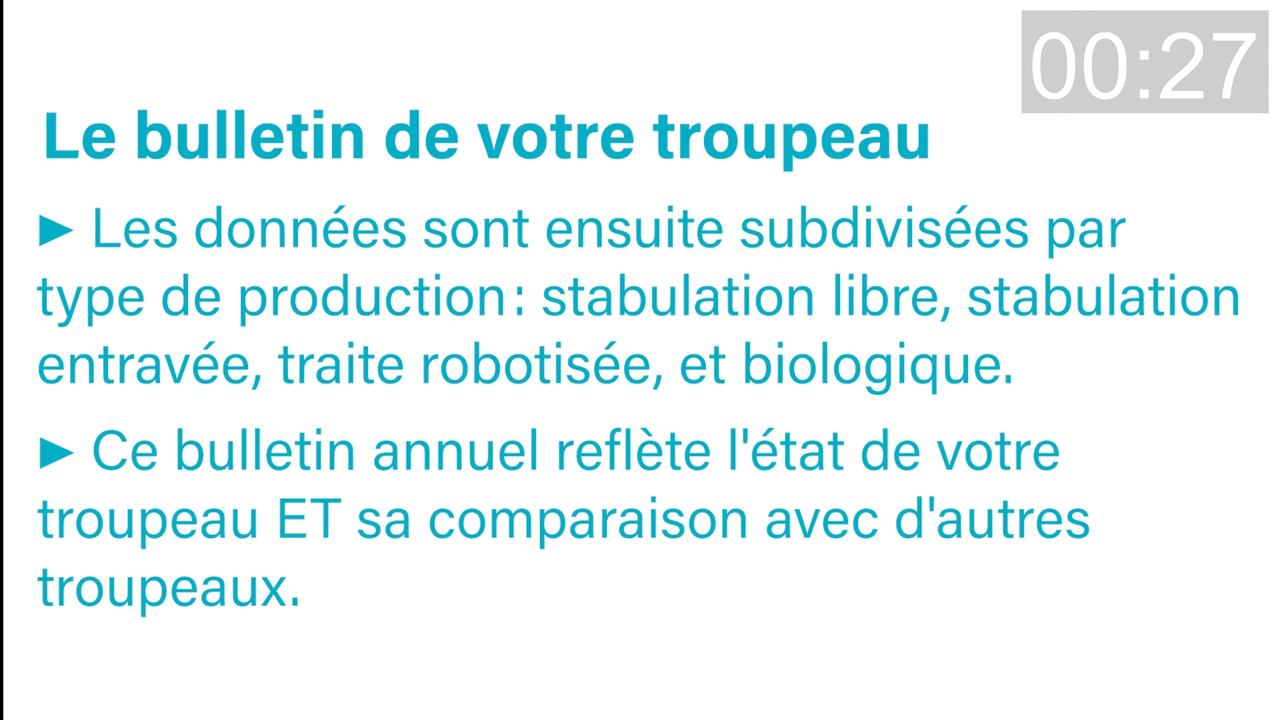 00:27
Le bulletin de votre troupeau
► Les données sont ensuite subdivisées par
type de production : stabulation libre, stabulation
entravée, traite robotisée, et biologique.
► Ce bulletin annuel reflète l'état de votre
troupeau ET sa comparaison avec d'autres
troupeaux.